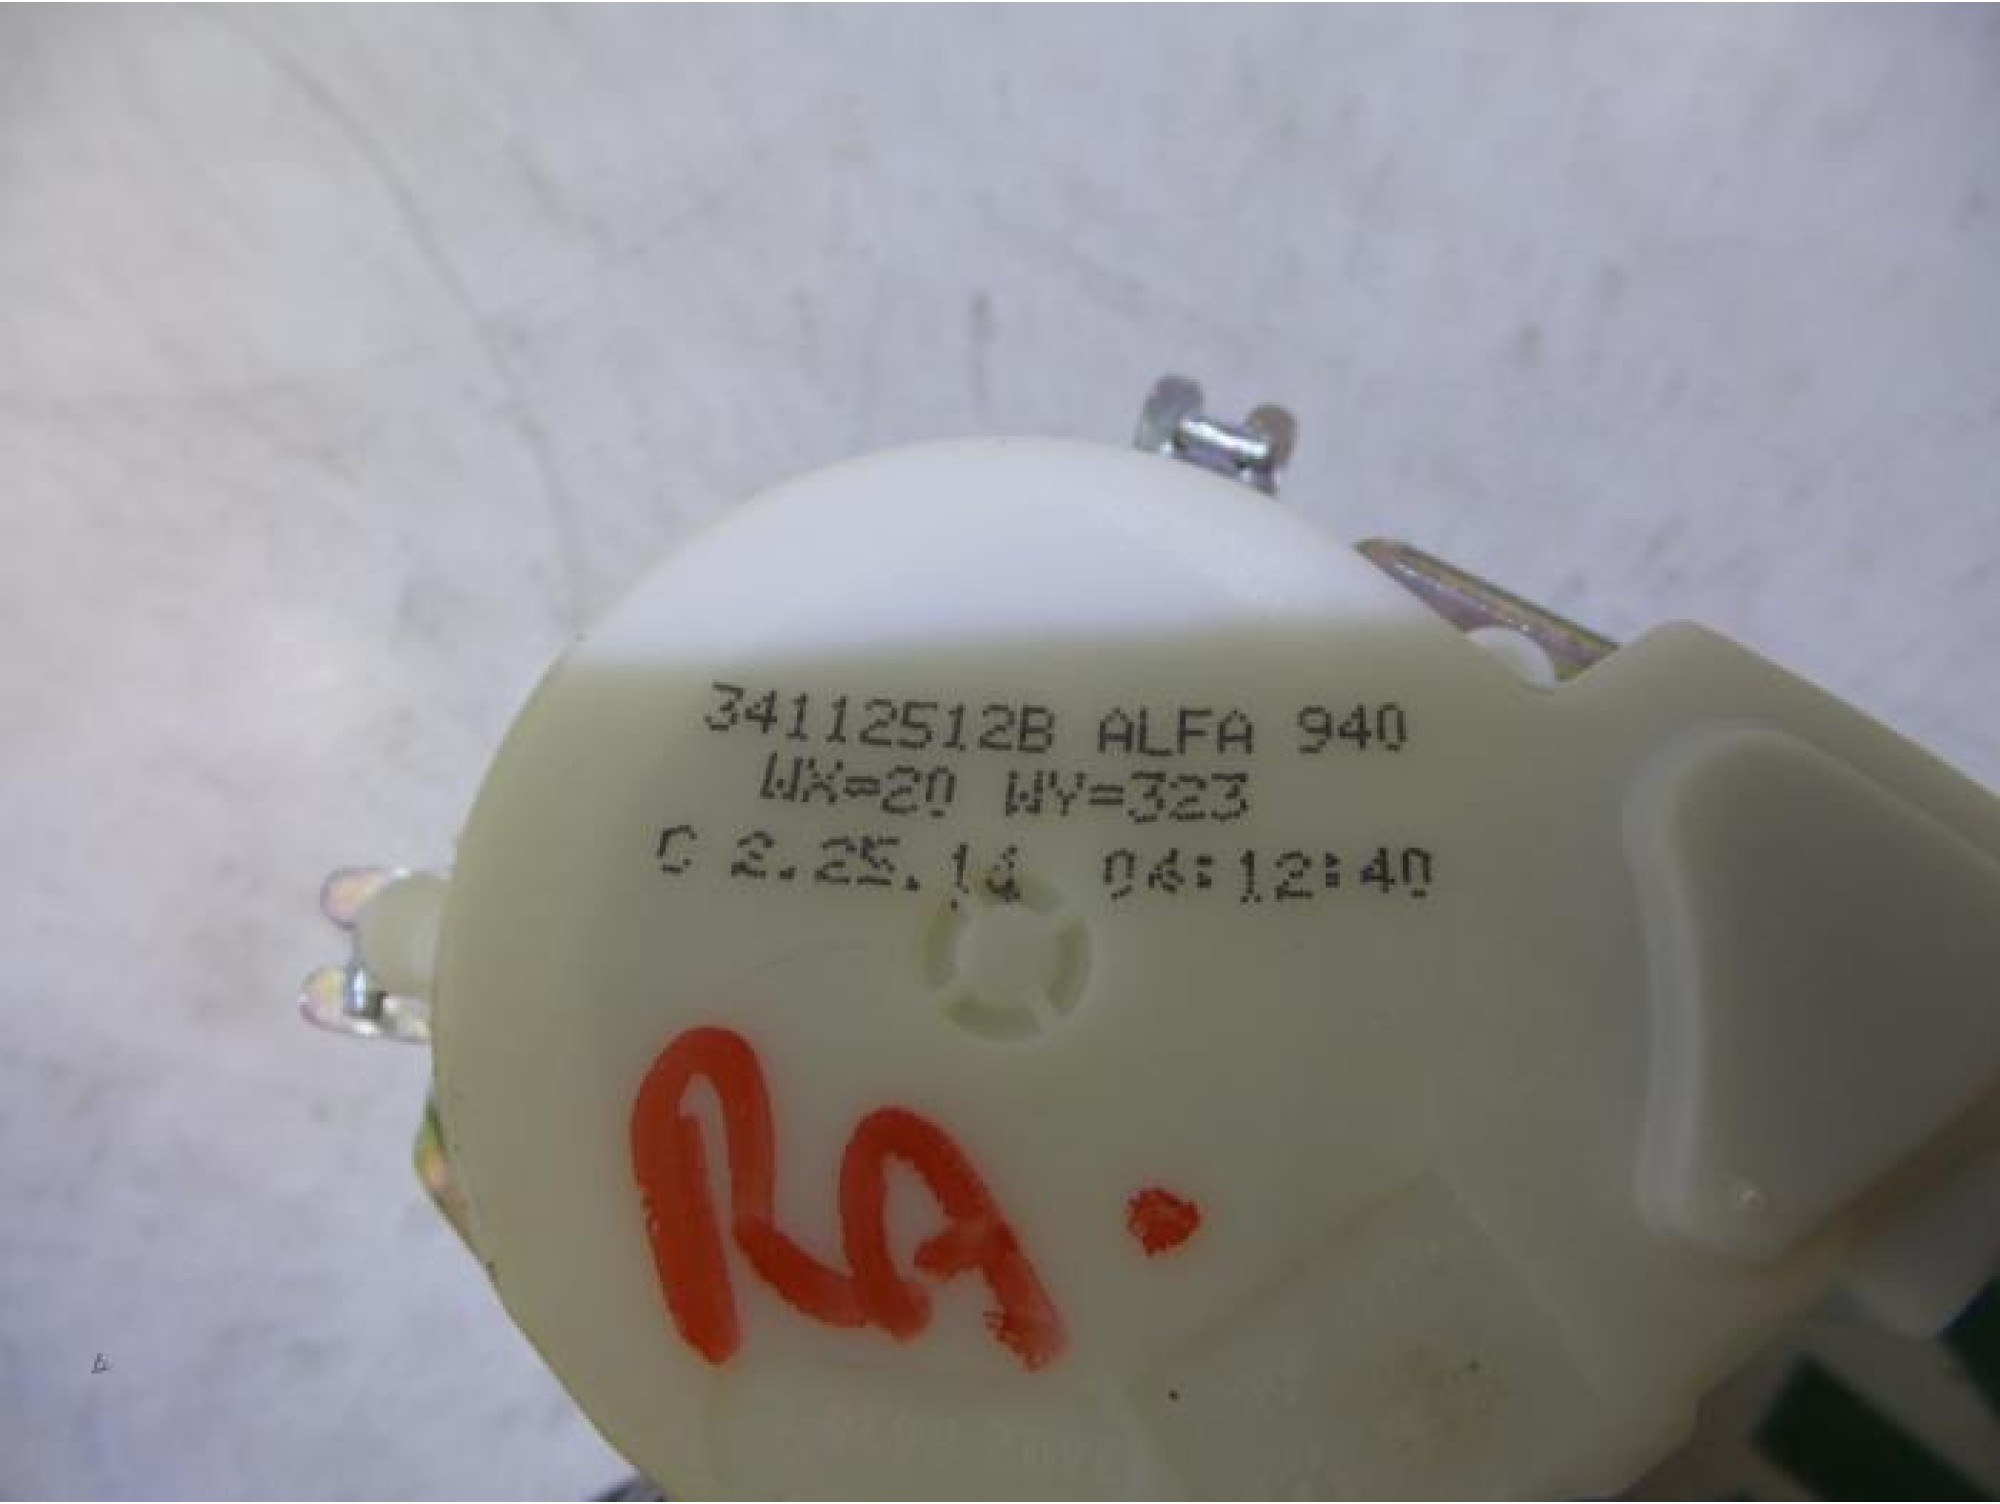 34112512B ALFA 940
WX=20 WY=323
C 2.25.14 04:12:40
RA.